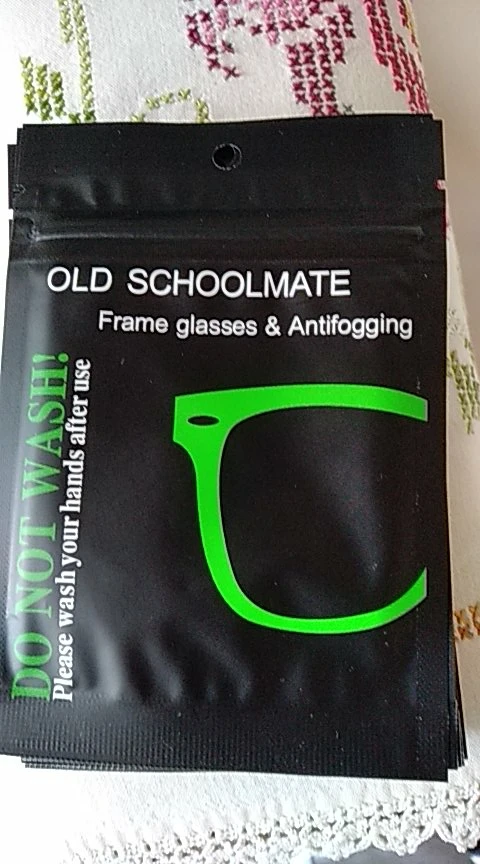 OLD SCHOOLMATE
Frame glasses & Antifogging
DO NOT WASH!
Please wash your hands after use